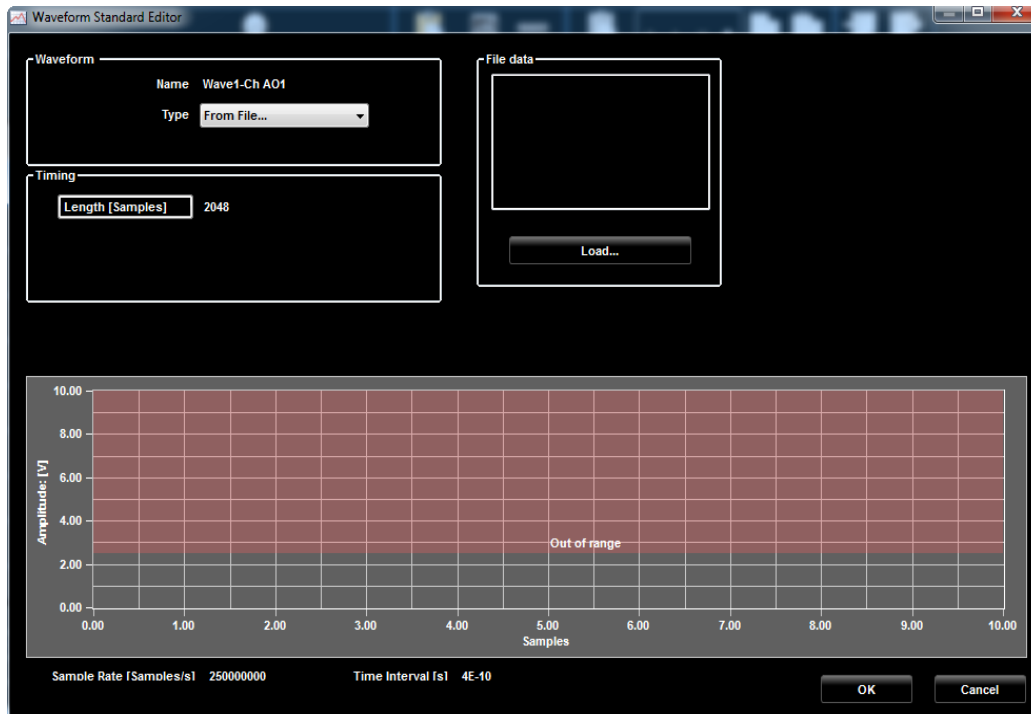 Waveform Standard Editor
Waveform
Name Wave1-Ch AO1
Type From File...
Timing
Length [Samples] 2048
File data
Load...
10.00
8.00
6.00
4.00
2.00
0.00
Amplitude: [V]
Out of range
0.00 1.00 2.00 3.00 4.00 5.00 6.00 7.00 8.00 9.00 10.00
Samples
Sample Rate [Samples/s] 250000000 Time Interval [s] 4E-10
OK Cancel